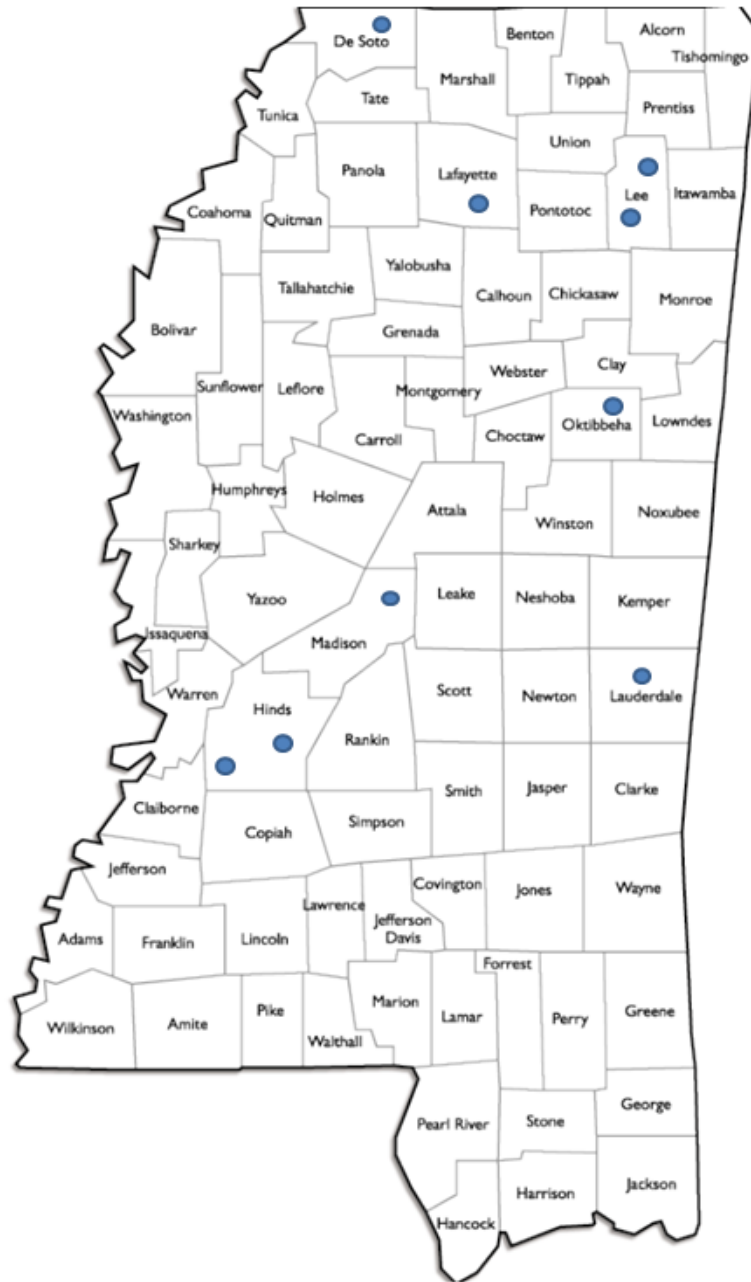 Benton
Alcorn
De Soto
Marshall
Tippah
Tishomingo
Tate
Prentiss
Tunica
Union
Panola
Lafayette
Lee
Itawamba
Coahoma
Quitman
Pontotoc
Yalobusha
Tallahatchie
Calhoun
Chickasaw
Monroe
Bolivar
Grenada
Webster
Clay
Sunflower
Leflore
Montgomery
Washington
Carroll
Choctaw
Oktibbeha
Lowndes
Humphreys
Holmes
Attala
Winston
Noxubee
Sharkey
Yazoo
Leake
Neshoba
Kemper
Issaquena
Madison
Warren
Scott
Newton
Lauderdale
Hinds
Rankin
Smith
Jasper
Clarke
Claiborne
Copiah
Simpson
Jefferson
Covington
Jones
Wayne
Lawrence
Jefferson
Davis
Adams
Franklin
Lincoln
Forrest
Marion
Lamar
Perry
Greene
Wilkinson
Amite
Pike
Walthall
Pearl River
Stone
George
Hancock
Harrison
Jackson